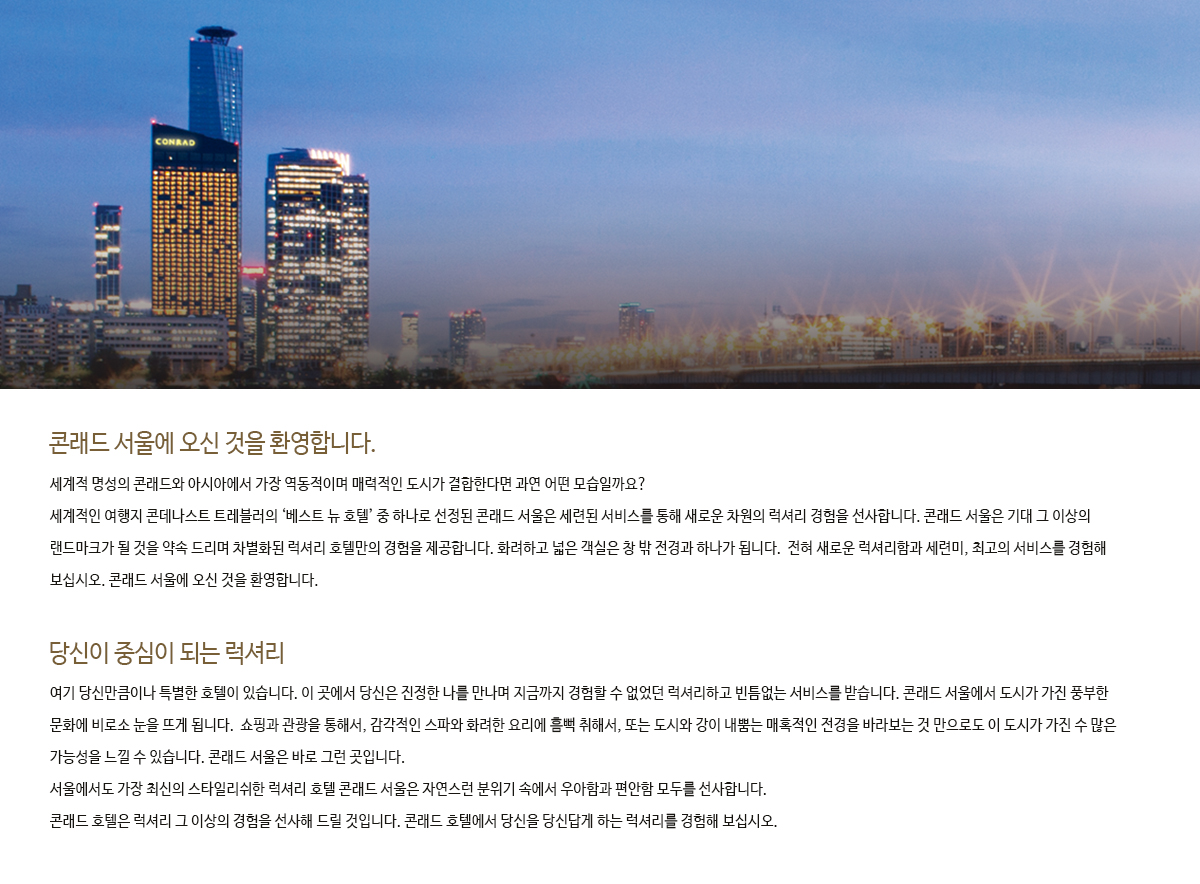 CONRAD
콘래드 서울에 오신 것을 환영합니다.
세계적 명성의 콘래드와 아시아에서 가장 역동적이며 매력적인 도시가 결합한다면 과연 어떤 모습일까요?
세계적인 여행지 콘데나스트 트레블러의 ‘베스트 뉴 호텔’ 중 하나로 선정된 콘래드 서울은 세련된 서비스를 통해 새로운 차원의 럭셔리 경험을 선사합니다. 콘래드 서울은 기대 그 이상의
랜드마크가 될 것을 약속 드리며 차별화된 럭셔리 호텔만의 경험을 제공합니다. 화려하고 넓은 객실은 창 밖 전경과 하나가 됩니다.  전혀 새로운 럭셔리함과 세련미, 최고의 서비스를 경험해
보십시오. 콘래드 서울에 오신 것을 환영합니다.
당신이 중심이 되는 럭셔리
여기 당신만큼이나 특별한 호텔이 있습니다. 이 곳에서 당신은 진정한 나를 만나며 지금까지 경험할 수 없었던 럭셔리하고 빈틈없는 서비스를 받습니다. 콘래드 서울에서 도시가 가진 풍부한
문화에 비로소 눈을 뜨게 됩니다.  쇼핑과 관광을 통해서, 감각적인 스파와 화려한 요리에 흠뻑 취해서, 또는 도시와 강이 내뿜는 매혹적인 전경을 바라보는 것 만으로도 이 도시가 가진 수 많은
가능성을 느낄 수 있습니다. 콘래드 서울은 바로 그런 곳입니다.
서울에서도 가장 최신의 스타일리쉬한 럭셔리 호텔 콘래드 서울은 자연스런 분위기 속에서 우아함과 편안함 모두를 선사합니다.
콘래드 호텔은 럭셔리 그 이상의 경험을 선사해 드릴 것입니다. 콘래드 호텔에서 당신을 당신답게 하는 럭셔리를 경험해 보십시오.